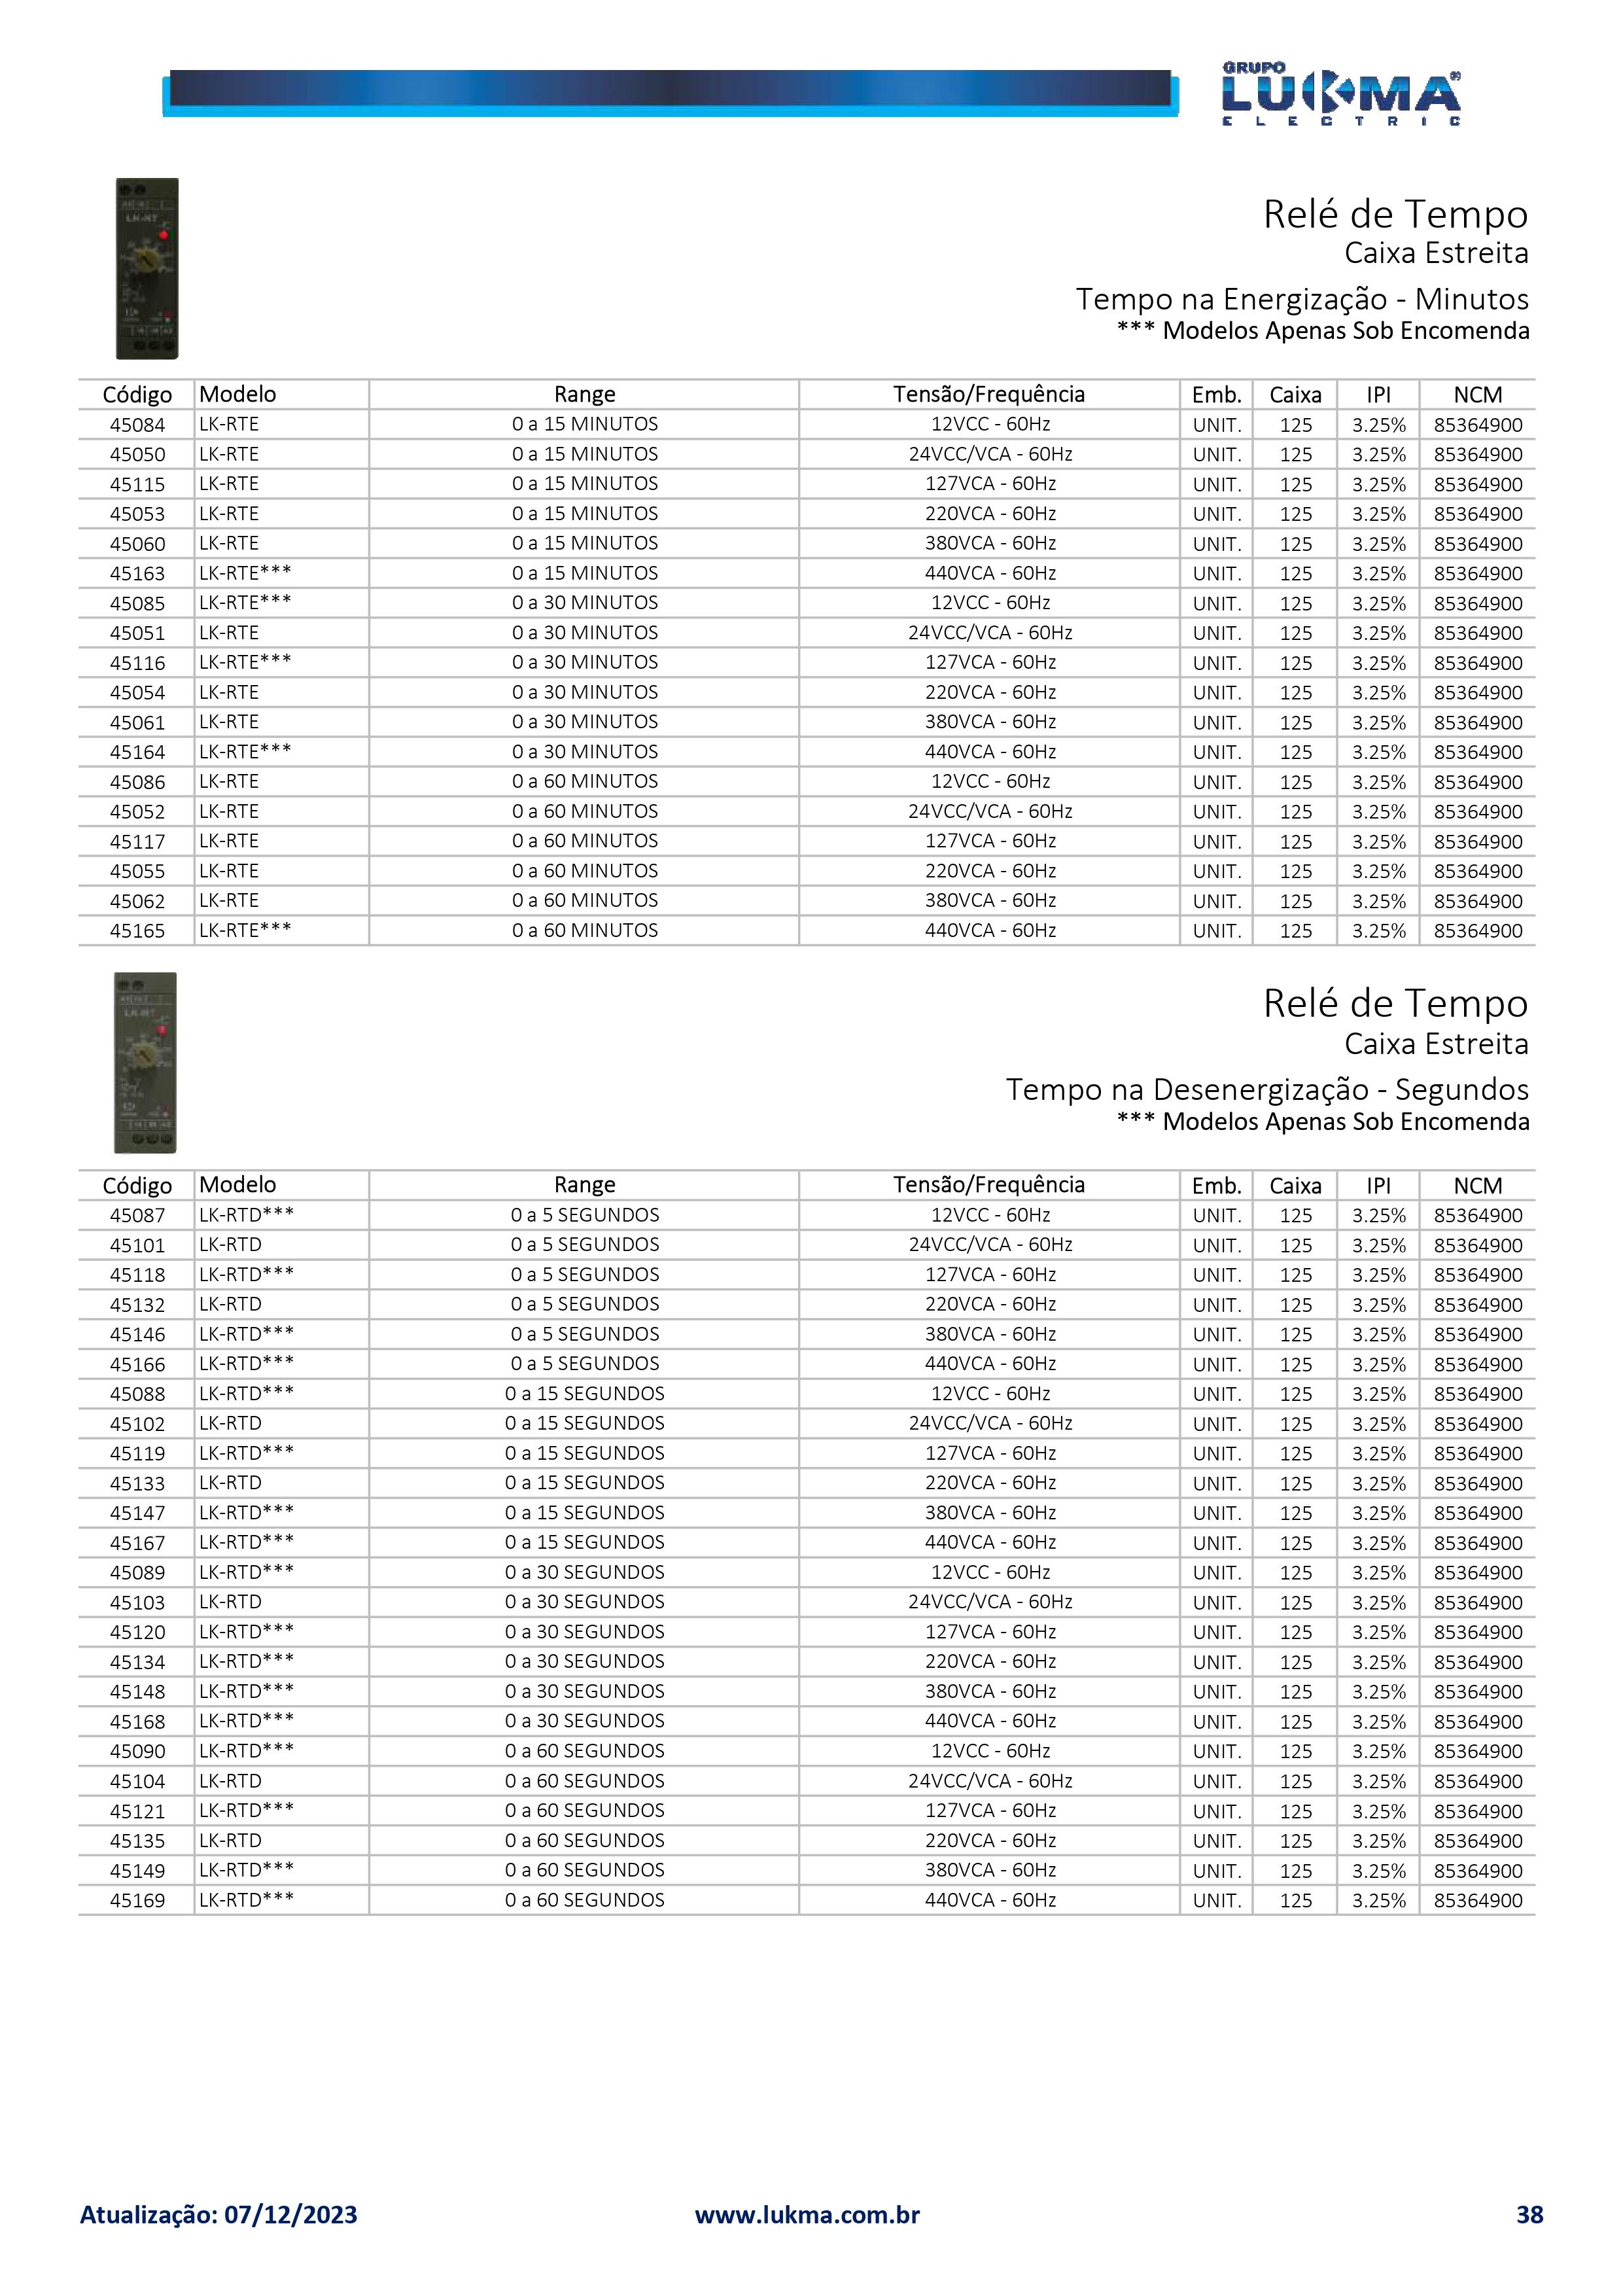 GRUPO
LUKMA®
ELECTRIC
LK-RT
Relé de Tempo
Caixa Estreita
Tempo na Energização - Minutos
*** Modelos Apenas Sob Encomenda
Código Modelo Range Tensão/Frequência Emb. Caixa IPI NCM
45084 LK-RTE 0 a 15 MINUTOS 12VCC - 60Hz UNIT. 125 3.25% 85364900
45050 LK-RTE 0 a 15 MINUTOS 24VCC/VCA - 60Hz UNIT. 125 3.25% 85364900
45115 LK-RTE 0 a 15 MINUTOS 127VCA - 60Hz UNIT. 125 3.25% 85364900
45053 LK-RTE 0 a 15 MINUTOS 220VCA - 60Hz UNIT. 125 3.25% 85364900
45060 LK-RTE 0 a 15 MINUTOS 380VCA - 60Hz UNIT. 125 3.25% 85364900
45163 LK-RTE*** 0 a 15 MINUTOS 440VCA - 60Hz UNIT. 125 3.25% 85364900
45085 LK-RTE*** 0 a 30 MINUTOS 12VCC - 60Hz UNIT. 125 3.25% 85364900
45051 LK-RTE 0 a 30 MINUTOS 24VCC/VCA - 60Hz UNIT. 125 3.25% 85364900
45116 LK-RTE*** 0 a 30 MINUTOS 127VCA - 60Hz UNIT. 125 3.25% 85364900
45054 LK-RTE 0 a 30 MINUTOS 220VCA - 60Hz UNIT. 125 3.25% 85364900
45061 LK-RTE 0 a 30 MINUTOS 380VCA - 60Hz UNIT. 125 3.25% 85364900
45164 LK-RTE*** 0 a 30 MINUTOS 440VCA - 60Hz UNIT. 125 3.25% 85364900
45086 LK-RTE 0 a 60 MINUTOS 12VCC - 60Hz UNIT. 125 3.25% 85364900
45052 LK-RTE 0 a 60 MINUTOS 24VCC/VCA - 60Hz UNIT. 125 3.25% 85364900
45117 LK-RTE 0 a 60 MINUTOS 127VCA - 60Hz UNIT. 125 3.25% 85364900
45055 LK-RTE 0 a 60 MINUTOS 220VCA - 60Hz UNIT. 125 3.25% 85364900
45062 LK-RTE 0 a 60 MINUTOS 380VCA - 60Hz UNIT. 125 3.25% 85364900
45165 LK-RTE*** 0 a 60 MINUTOS 440VCA - 60Hz UNIT. 125 3.25% 85364900
LK-RT
Relé de Tempo
Caixa Estreita
Tempo na Desenergização - Segundos
*** Modelos Apenas Sob Encomenda
Código Modelo Range Tensão/Frequência Emb. Caixa IPI NCM
45087 LK-RTD*** 0 a 5 SEGUNDOS 12VCC - 60Hz UNIT. 125 3.25% 85364900
45101 LK-RTD 0 a 5 SEGUNDOS 24VCC/VCA - 60Hz UNIT. 125 3.25% 85364900
45118 LK-RTD*** 0 a 5 SEGUNDOS 127VCA - 60Hz UNIT. 125 3.25% 85364900
45132 LK-RTD 0 a 5 SEGUNDOS 220VCA - 60Hz UNIT. 125 3.25% 85364900
45146 LK-RTD*** 0 a 5 SEGUNDOS 380VCA - 60Hz UNIT. 125 3.25% 85364900
45166 LK-RTD*** 0 a 5 SEGUNDOS 440VCA - 60Hz UNIT. 125 3.25% 85364900
45088 LK-RTD*** 0 a 15 SEGUNDOS 12VCC - 60Hz UNIT. 125 3.25% 85364900
45102 LK-RTD 0 a 15 SEGUNDOS 24VCC/VCA - 60Hz UNIT. 125 3.25% 85364900
45119 LK-RTD*** 0 a 15 SEGUNDOS 127VCA - 60Hz UNIT. 125 3.25% 85364900
45133 LK-RTD 0 a 15 SEGUNDOS 220VCA - 60Hz UNIT. 125 3.25% 85364900
45147 LK-RTD*** 0 a 15 SEGUNDOS 380VCA - 60Hz UNIT. 125 3.25% 85364900
45167 LK-RTD*** 0 a 15 SEGUNDOS 440VCA - 60Hz UNIT. 125 3.25% 85364900
45089 LK-RTD*** 0 a 30 SEGUNDOS 12VCC - 60Hz UNIT. 125 3.25% 85364900
45103 LK-RTD 0 a 30 SEGUNDOS 24VCC/VCA - 60Hz UNIT. 125 3.25% 85364900
45120 LK-RTD*** 0 a 30 SEGUNDOS 127VCA - 60Hz UNIT. 125 3.25% 85364900
45134 LK-RTD*** 0 a 30 SEGUNDOS 220VCA - 60Hz UNIT. 125 3.25% 85364900
45148 LK-RTD*** 0 a 30 SEGUNDOS 380VCA - 60Hz UNIT. 125 3.25% 85364900
45168 LK-RTD*** 0 a 30 SEGUNDOS 440VCA - 60Hz UNIT. 125 3.25% 85364900
45090 LK-RTD*** 0 a 60 SEGUNDOS 12VCC - 60Hz UNIT. 125 3.25% 85364900
45104 LK-RTD 0 a 60 SEGUNDOS 24VCC/VCA - 60Hz UNIT. 125 3.25% 85364900
45121 LK-RTD*** 0 a 60 SEGUNDOS 127VCA - 60Hz UNIT. 125 3.25% 85364900
45135 LK-RTD 0 a 60 SEGUNDOS 220VCA - 60Hz UNIT. 125 3.25% 85364900
45149 LK-RTD*** 0 a 60 SEGUNDOS 380VCA - 60Hz UNIT. 125 3.25% 85364900
45169 LK-RTD*** 0 a 60 SEGUNDOS 440VCA - 60Hz UNIT. 125 3.25% 85364900
Atualização: 07/12/2023 www.lukma.com.br 38